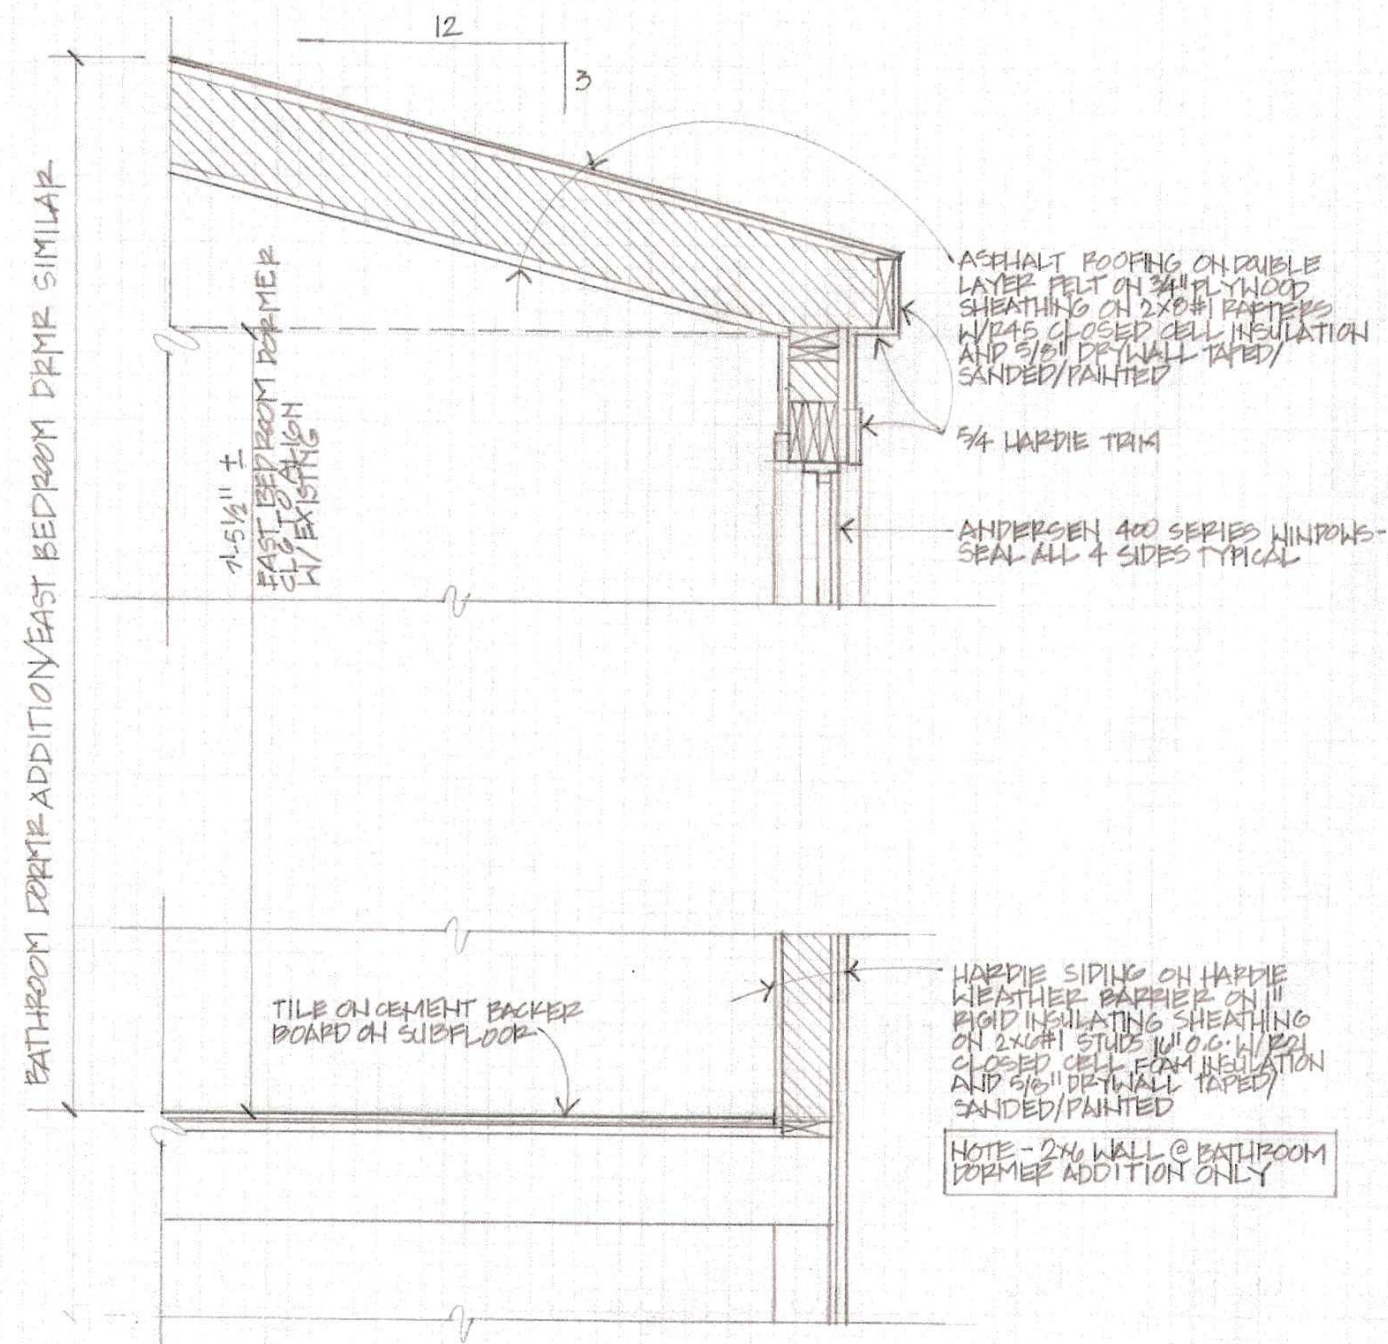 12
3
BATHROOM DORMR ADDITION/EAST BEDROOM DRMR SIMILAR
7'-5½" ±
EAST BEDROOM DORMER
CLG TO ALIGN
W/ EXISTING
ASPHALT ROOFING ON DOUBLE
LAYER FELT ON 3/4" PLYWOOD
SHEATHING ON 2X8#1 RAFTERS
W/R45 CLOSED CELL INSULATION
AND 5/8" DRYWALL TAPED/
SANDED/PAINTED
5/4 HARDIE TRIM
ANDERSEN 400 SERIES WINDOWS-
SEAL ALL 4 SIDES TYPICAL
TILE ON CEMENT BACKER
BOARD ON SUBFLOOR
HARDIE SIDING ON HARDIE
WEATHER BARRIER ON 1"
RIGID INSULATING SHEATHING
ON 2X6#1 STUDS 16" O.C. W/R21
CLOSED CELL FOAM INSULATION
AND 5/8" DRYWALL TAPED/
SANDED/PAINTED
NOTE - 2X6 WALL @ BATHROOM
DORMER ADDITION ONLY